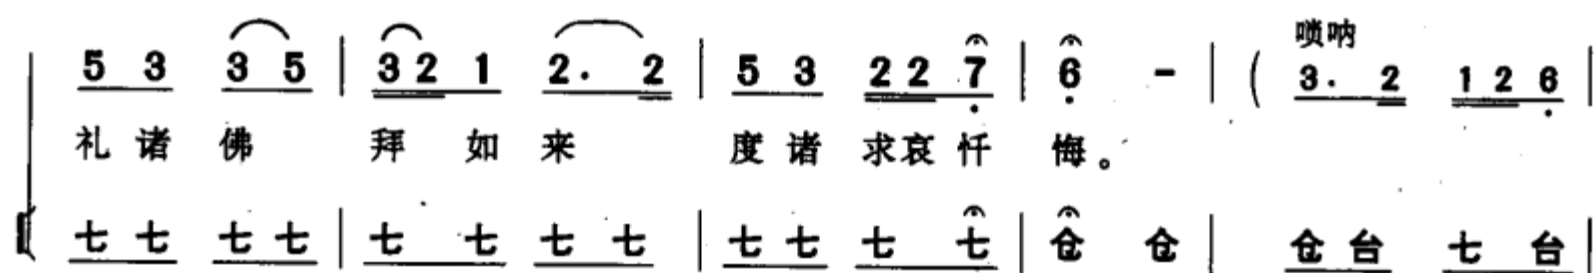 唢呐
5 3 3 5 | 3 2 1 2. 2 | 5 3 2 2 7 | 6 - | ( 3. 2 1 2 6 |
礼 诸 佛 拜 如 来 度 诸 求 哀 忏 悔。
七 七 七 七 | 七 七 七 七 | 七 七 七 七 | 仓 仓 | 仓 台 七 台 |